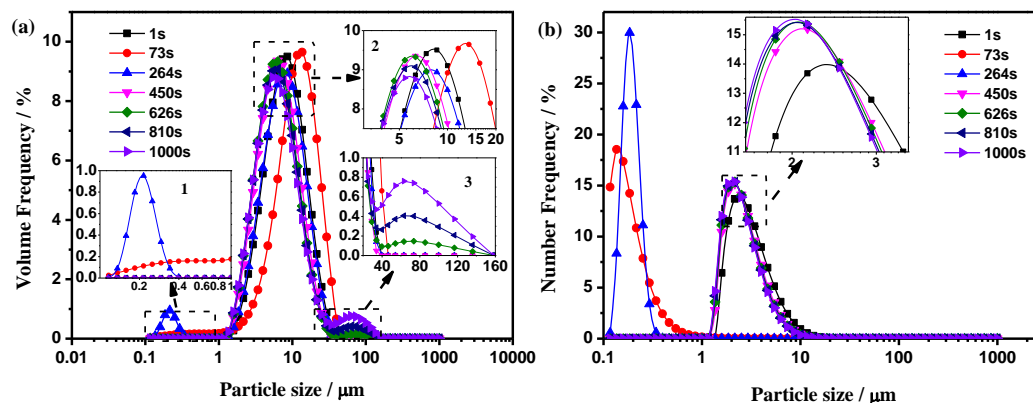 (a)
Volume Frequency / %
10
8
6
4
2
0
0.01 0.1 1 10 100 1000 10000
Particle size / μm
1s
73s
264s
450s
626s
810s
1000s
2
9
8
5 10 15 20
1
1.0
0.8
0.6
0.4
0.2
0.0
0.2 0.4 0.6 0.8 1
3
1.0
0.8
0.6
0.4
0.2
0.0
40 80 120 160
(b)
Number Frequency / %
30
25
20
15
10
5
0
0.1 1 10 100 1000
Particle size / μm
1s
73s
264s
450s
626s
810s
1000s
15
14
13
12
11
2 3